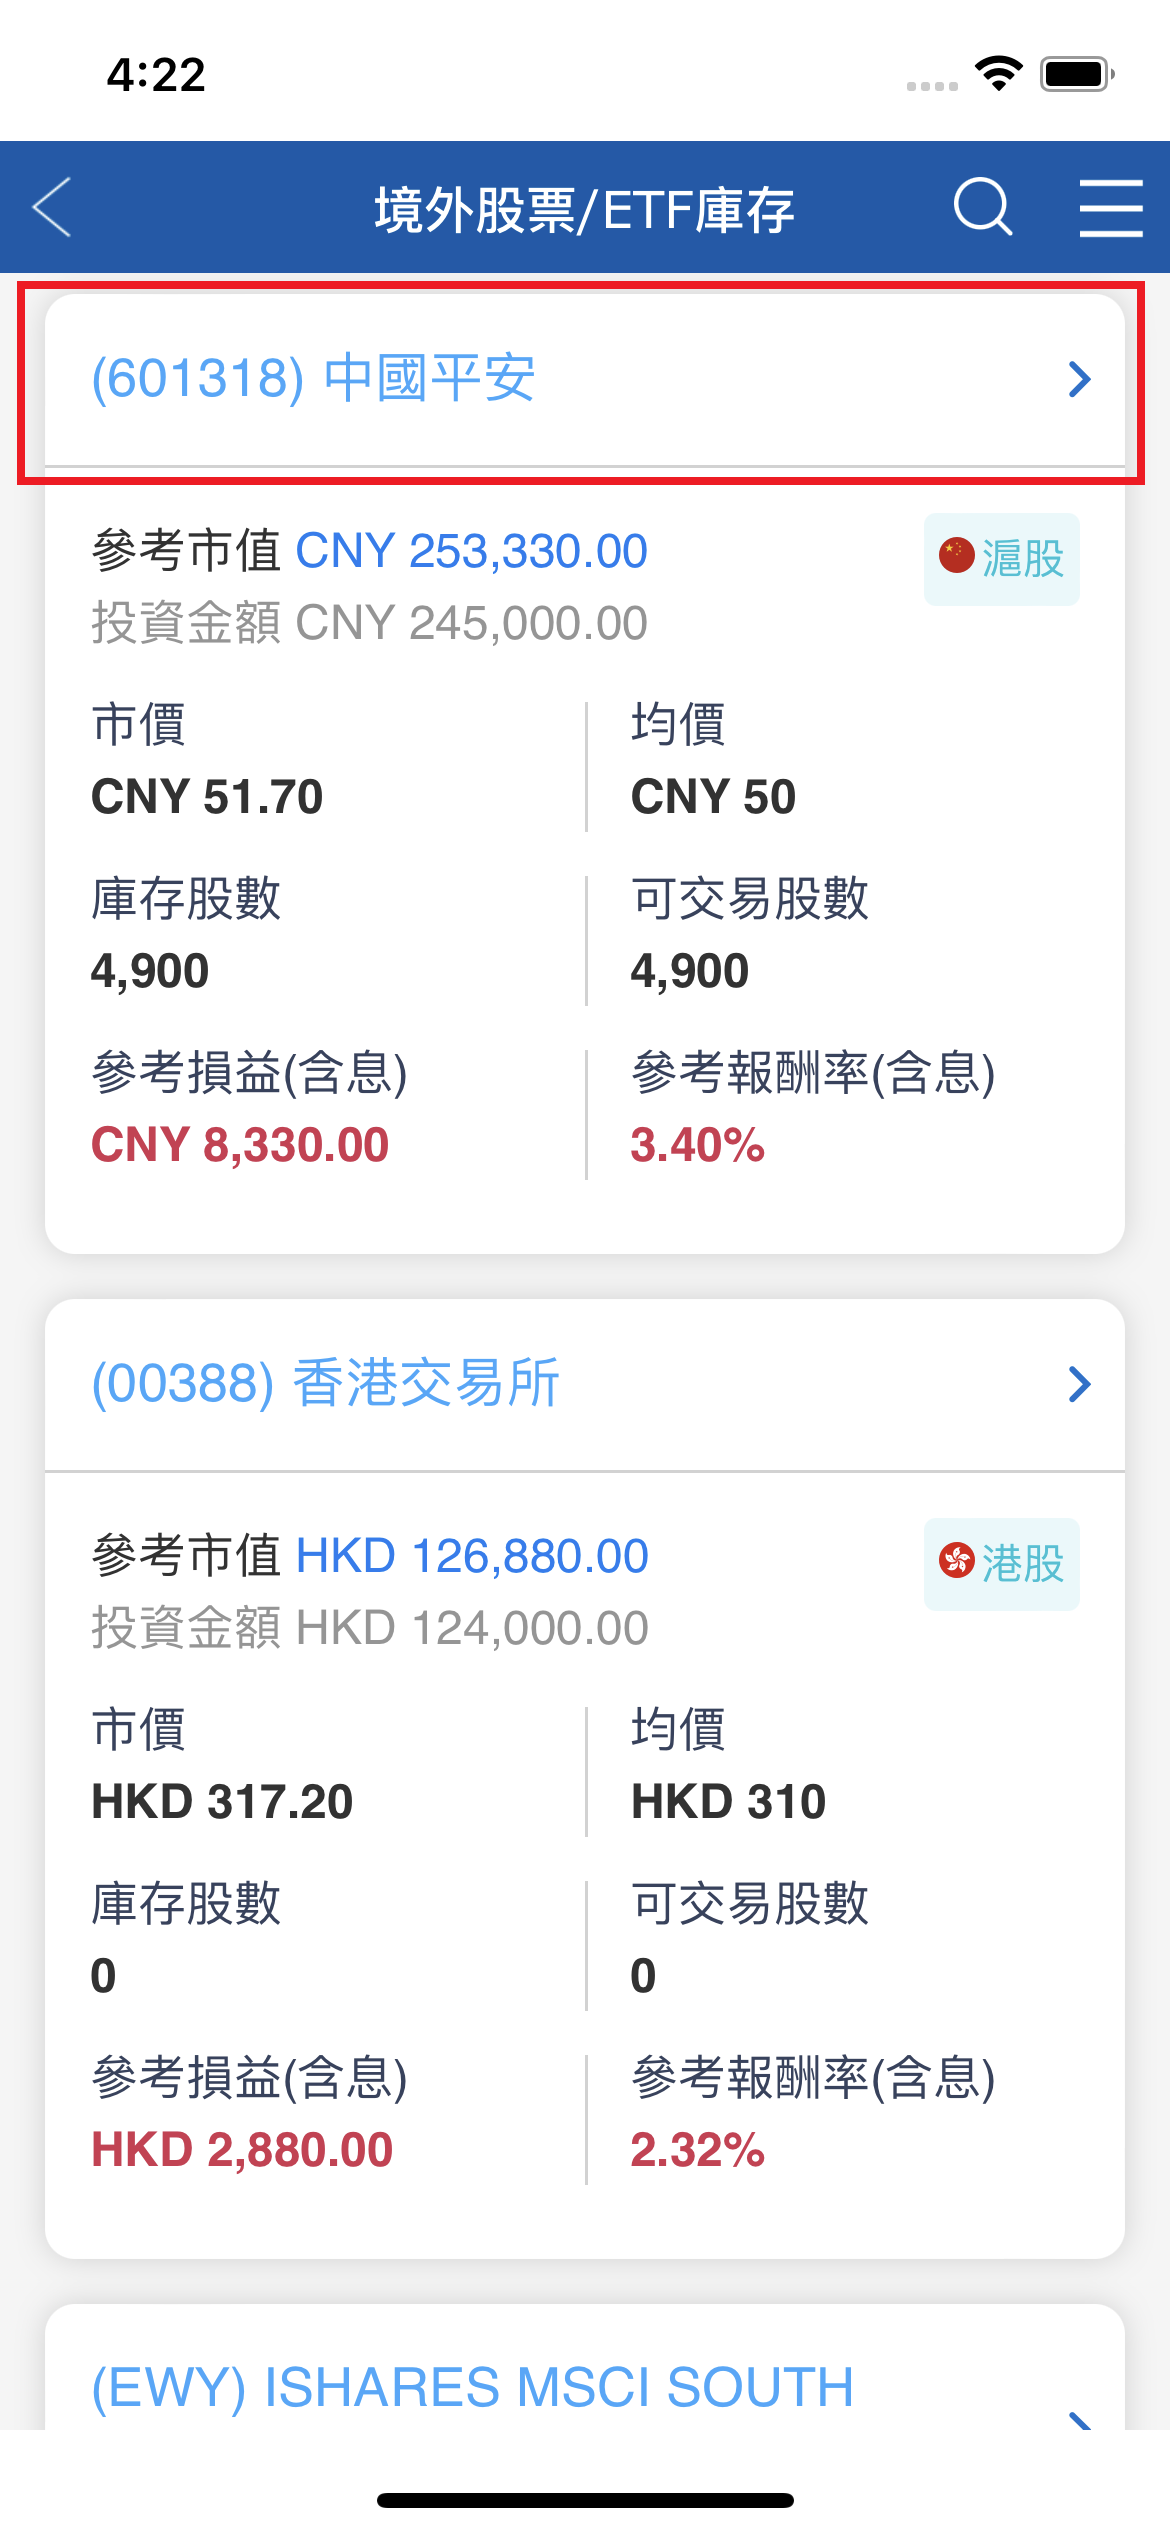 4:22
境外股票/ETF庫存
(601318) 中國平安
參考市值 CNY 253,330.00
滬股
投資金額 CNY 245,000.00
市價
均價
CNY 51.70
CNY 50
庫存股數
可交易股數
4,900
4,900
參考損益(含息)
參考報酬率(含息)
CNY 8,330.00
3.40%
(00388) 香港交易所
參考市值 HKD 126,880.00
港股
投資金額 HKD 124,000.00
市價
均價
HKD 317.20
HKD 310
庫存股數
可交易股數
0
0
參考損益(含息)
參考報酬率(含息)
HKD 2,880.00
2.32%
(EWY) ISHARES MSCI SOUTH